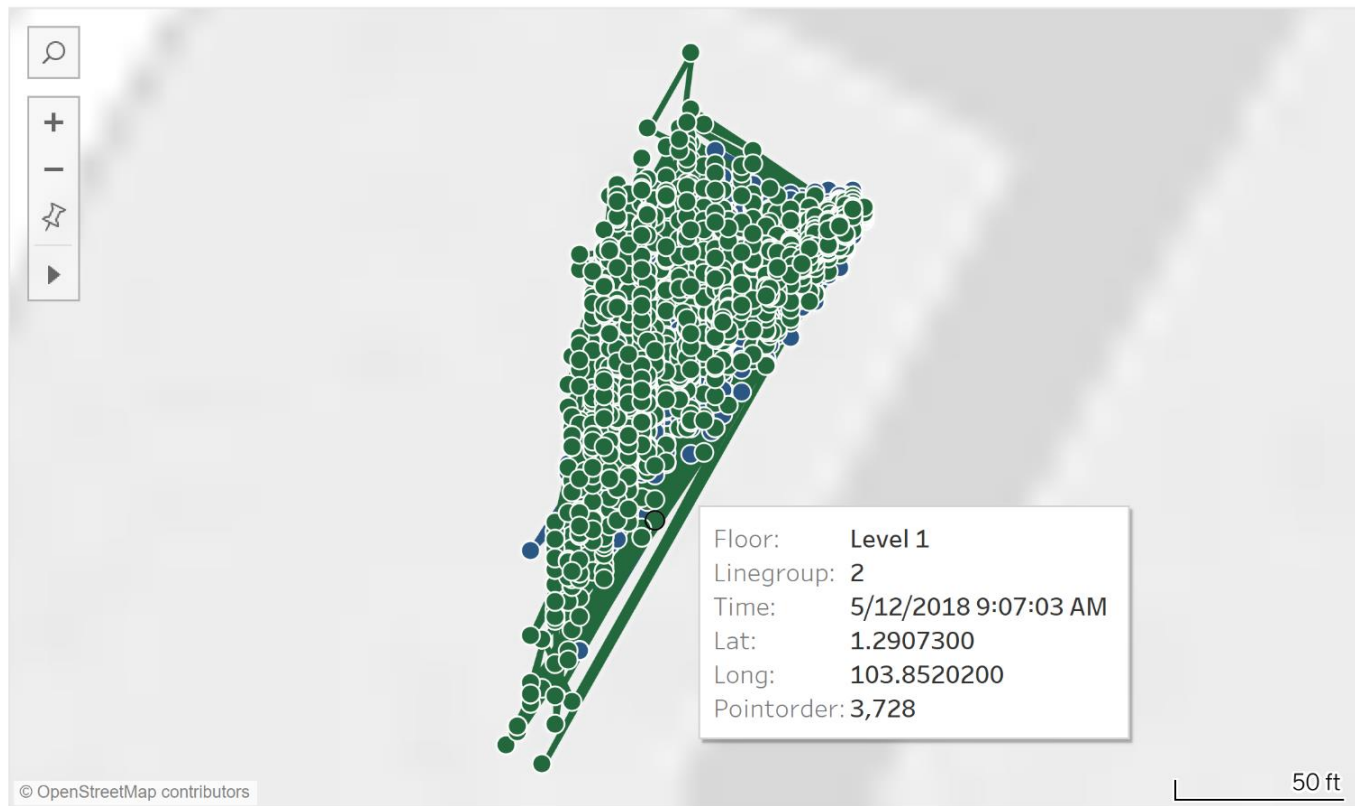 +
−
Floor: Level 1
Linegroup: 2
Time: 5/12/2018 9:07:03 AM
Lat: 1.2907300
Long: 103.8520200
Pointorder: 3,728
© OpenStreetMap contributors
50 ft